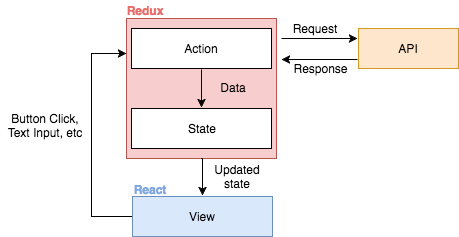 Redux
Action
Request
API
Response
Data
State
Button Click,
Text Input, etc
Updated
state
React
View